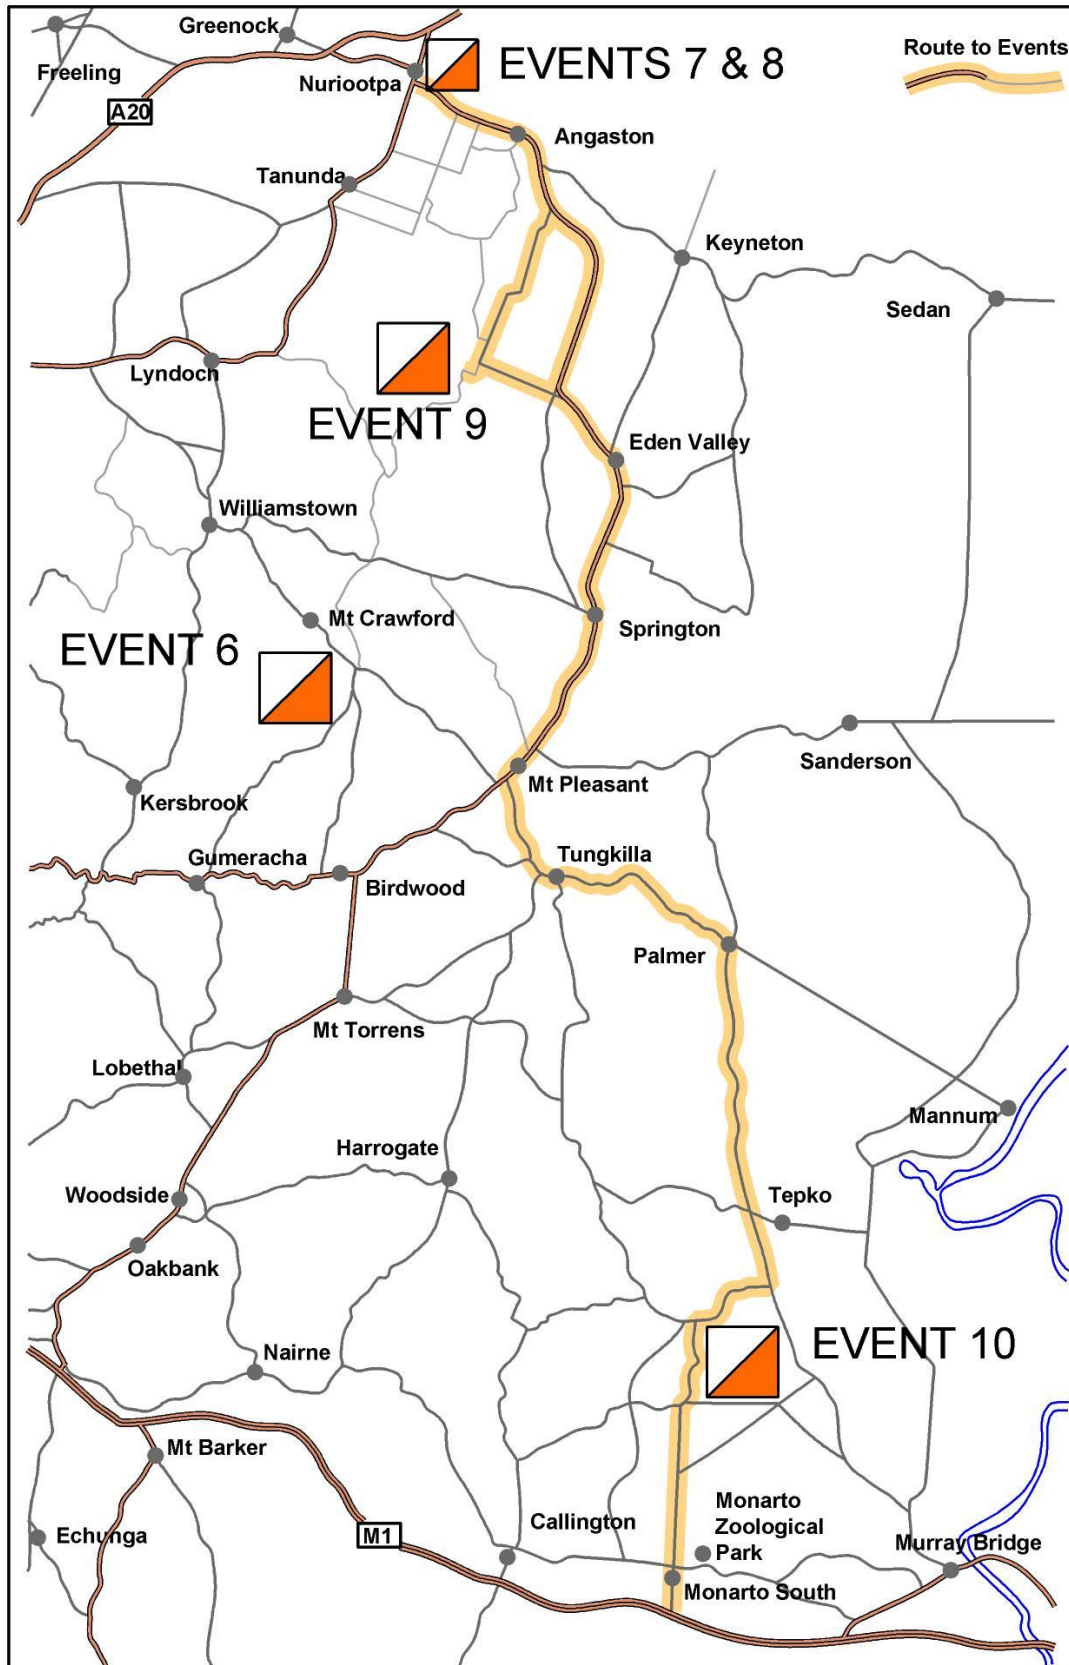 Greenock
EVENTS 7 & 8
Route to Events
Freeling
Nuriootpa
A20
Angaston
Tanunda
Keyneton
Sedan
Lyndoch
EVENT 9
Eden Valley
Williamstown
Mt Crawford
Springton
EVENT 6
Sanderson
Mt Pleasant
Kersbrook
Gumeracha
Tungkilla
Birdwood
Palmer
Mt Torrens
Lobethal
Mannum
Harrogate
Woodside
Tepko
Oakbank
EVENT 10
Nairne
Mt Barker
Monarto
Zoological
Park
Callington
M1
Echunga
Murray Bridge
Monarto South